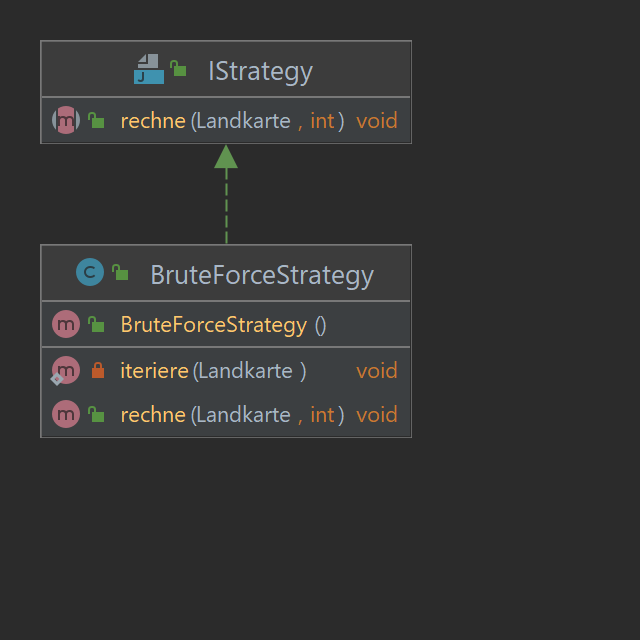 IStrategy
rechne(Landkarte , int) void
BruteForceStrategy
BruteForceStrategy ()
iteriere(Landkarte ) void
rechne(Landkarte , int) void